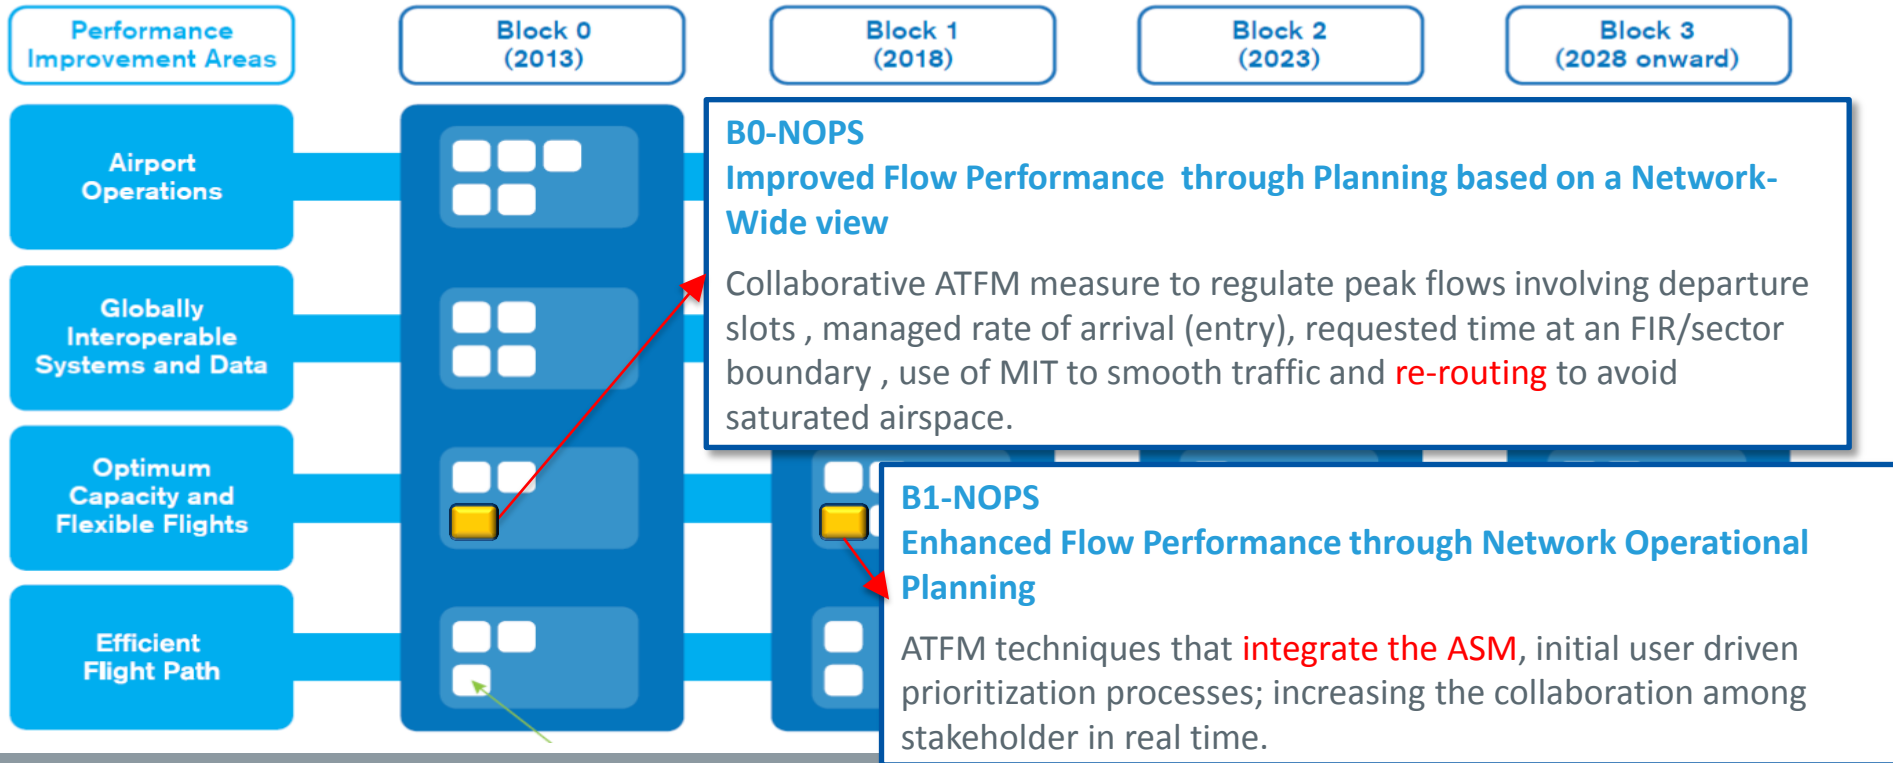 Performance
Improvement Areas
Block 0
(2013)
Block 1
(2018)
Block 2
(2023)
Block 3
(2028 onward)
Airport
Operations
Globally
Interoperable
Systems and Data
Optimum
Capacity and
Flexible Flights
Efficient
Flight Path
B0-NOPS
Improved Flow Performance through Planning based on a Network-
Wide view
Collaborative ATFM measure to regulate peak flows involving departure
slots , managed rate of arrival (entry), requested time at an FIR/sector
boundary , use of MIT to smooth traffic and re-routing to avoid
saturated airspace.
B1-NOPS
Enhanced Flow Performance through Network Operational
Planning
ATFM techniques that integrate the ASM, initial user driven
prioritization processes; increasing the collaboration among
stakeholder in real time.